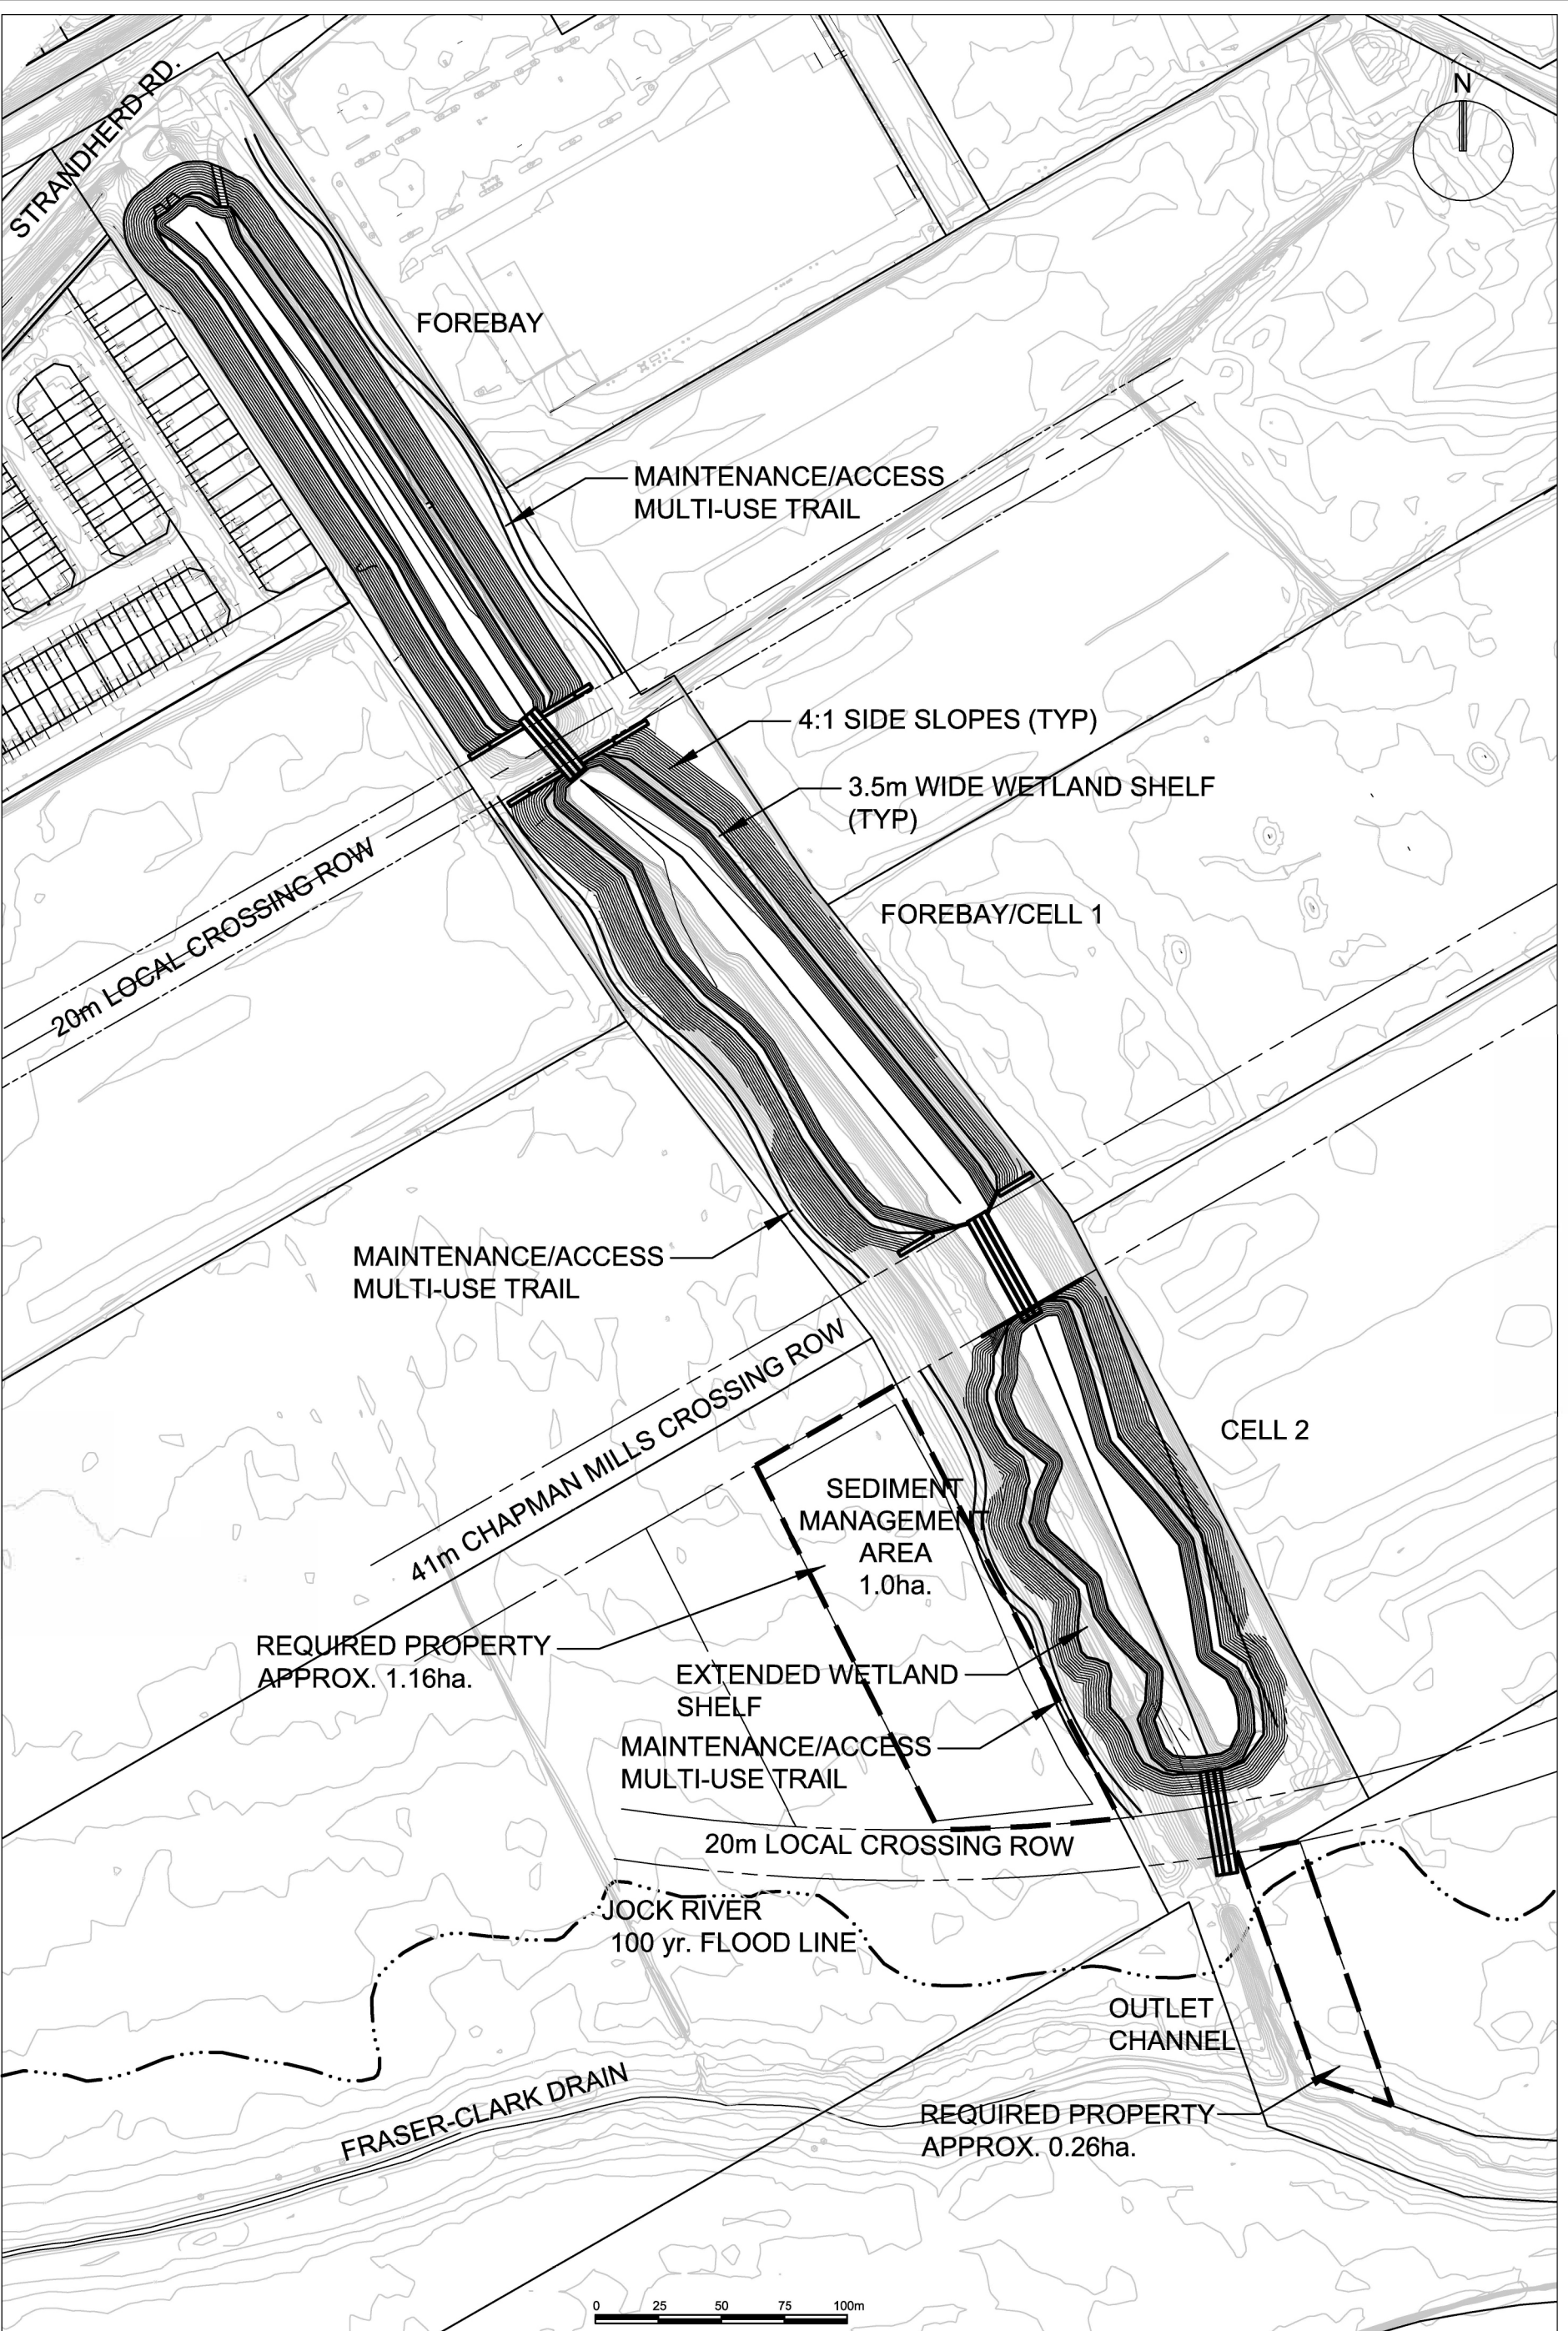 N
STRANDHERD RD.
FOREBAY
MAINTENANCE/ACCESS
MULTI-USE TRAIL
4:1 SIDE SLOPES (TYP)
3.5m WIDE WETLAND SHELF
(TYP)
20m LOCAL CROSSING ROW
FOREBAY/CELL 1
MAINTENANCE/ACCESS
MULTI-USE TRAIL
41m CHAPMAN MILLS CROSSING ROW
CELL 2
SEDIMENT
MANAGEMENT
AREA
1.0ha.
REQUIRED PROPERTY
APPROX. 1.16ha.
EXTENDED WETLAND
SHELF
MAINTENANCE/ACCESS
MULTI-USE TRAIL
20m LOCAL CROSSING ROW
JOCK RIVER
100 yr. FLOOD LINE
OUTLET
CHANNEL
FRASER-CLARK DRAIN
REQUIRED PROPERTY
APPROX. 0.26ha.
0 25 50 75 100m